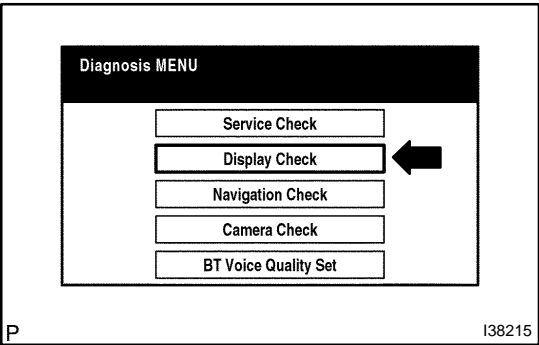 Diagnosis MENU
Service Check
Display Check
Navigation Check
Camera Check
BT Voice Quality Set
P
I38215